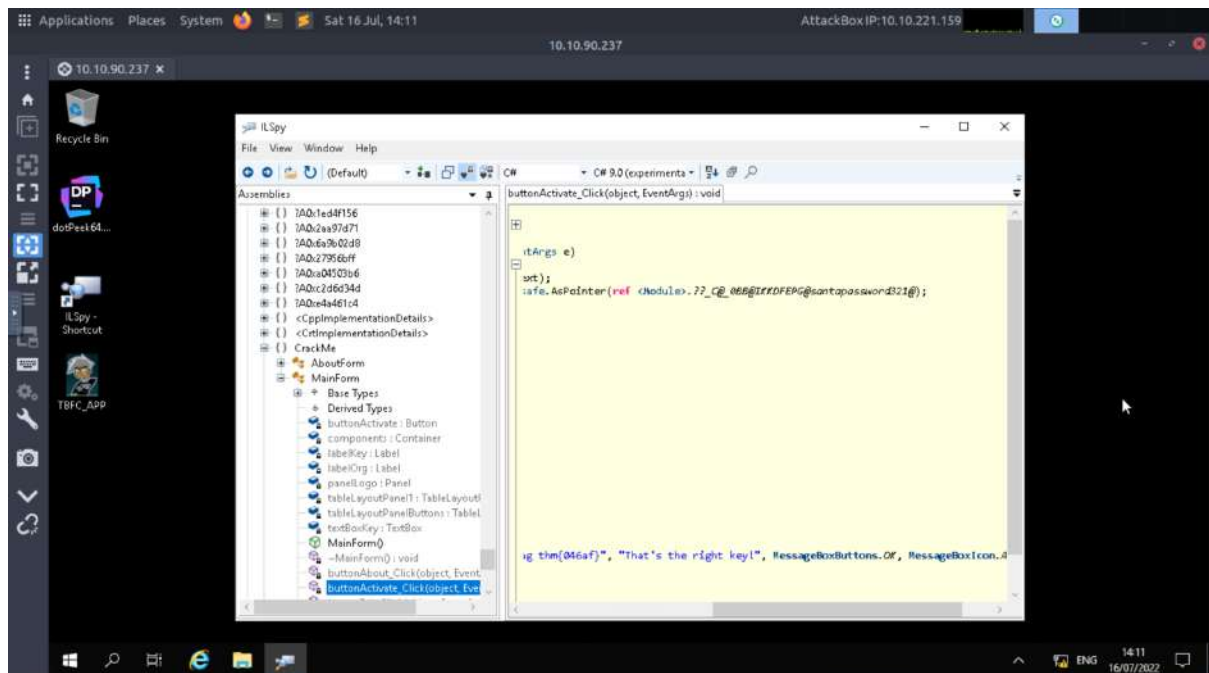 Applications Places System Sat 16 Jul, 14:11 AttackBox IP:10.10.221.159
10.10.90.237
10.10.90.237 ×
Recycle Bin
dotPeek64....
ILSpy -
Shortcut
TBFC_APP
ILSpy
File View Window Help
(Default) C# C# 9.0 (experimenta
Assemblies
?A0x1ed4f156
?A0x2aa97d71
?A0x6a9b02d8
?A0x27956bff
?A0xa04503b6
?A0xc2d6d34d
?A0xe4a461c4
<CppImplementationDetails>
<CrtImplementationDetails>
CrackMe
AboutForm
MainForm
Base Types
Derived Types
buttonActivate : Button
components : Container
labelKey : Label
labelOrg : Label
panelLogo : Panel
tableLayoutPanel1 : TableLayoutF
tableLayoutPanelButtons : TableL
textBoxKey : TextBox
MainForm()
~MainForm() : void
buttonAbout_Click(object, Event
buttonActivate_Click(object, Eve
buttonActivate_Click(object, EventArgs) : void
ntArgs e)
ext);
safe.AsPointer(ref <Module>.??_C@_0BB@IKKDFEPG@santapassword321@);
ag thm{046af}", "That's the right key!", MessageBoxButtons.OK, MessageBoxIcon.A
ENG
14:11
16/07/2022